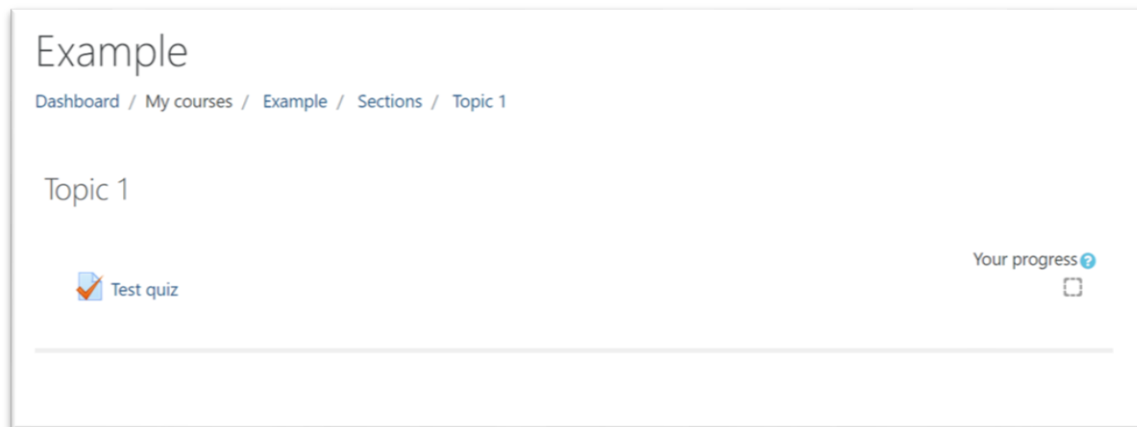 Example
Dashboard / My courses / Example / Sections / Topic 1
Topic 1
Your progress ?
Test quiz